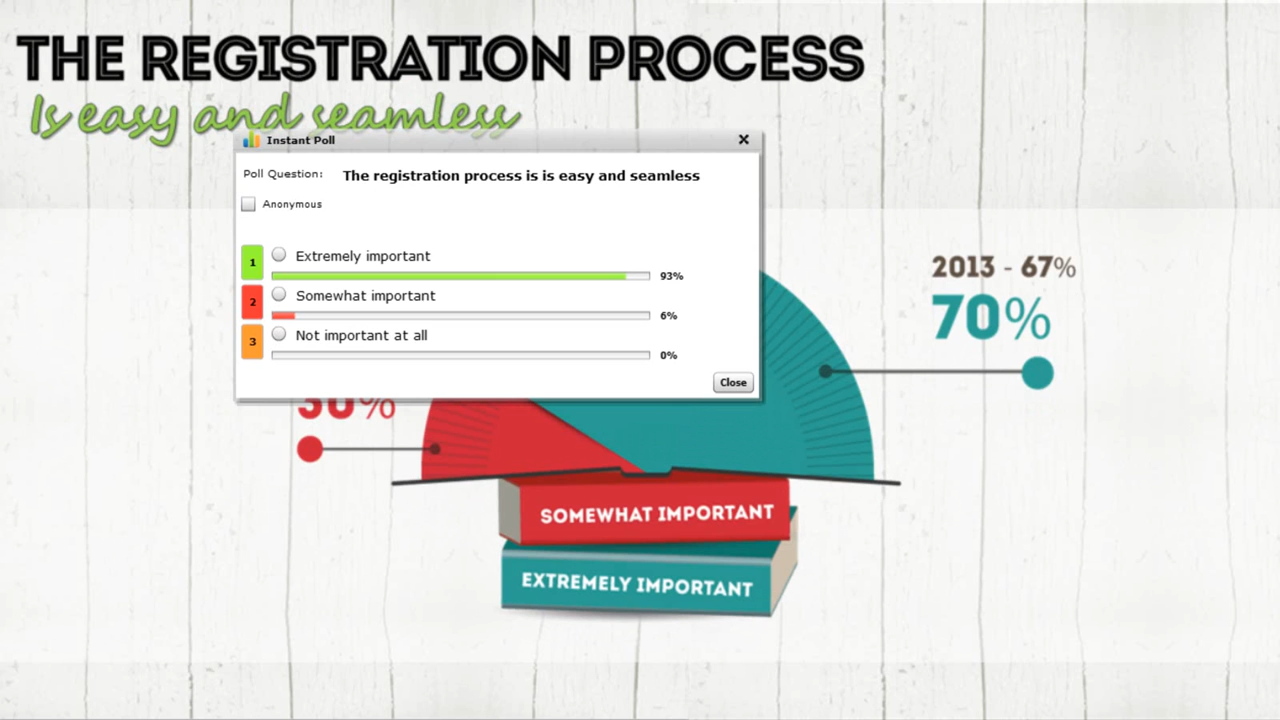 THE REGISTRATION PROCESS
Is easy and seamless
Instant Poll
Poll Question: The registration process is is easy and seamless
Anonymous
1 Extremely important
93%
2 Somewhat important
6%
3 Not important at all
0%
Close
2013 - 67%
70%
30%
SOMEWHAT IMPORTANT
EXTREMELY IMPORTANT